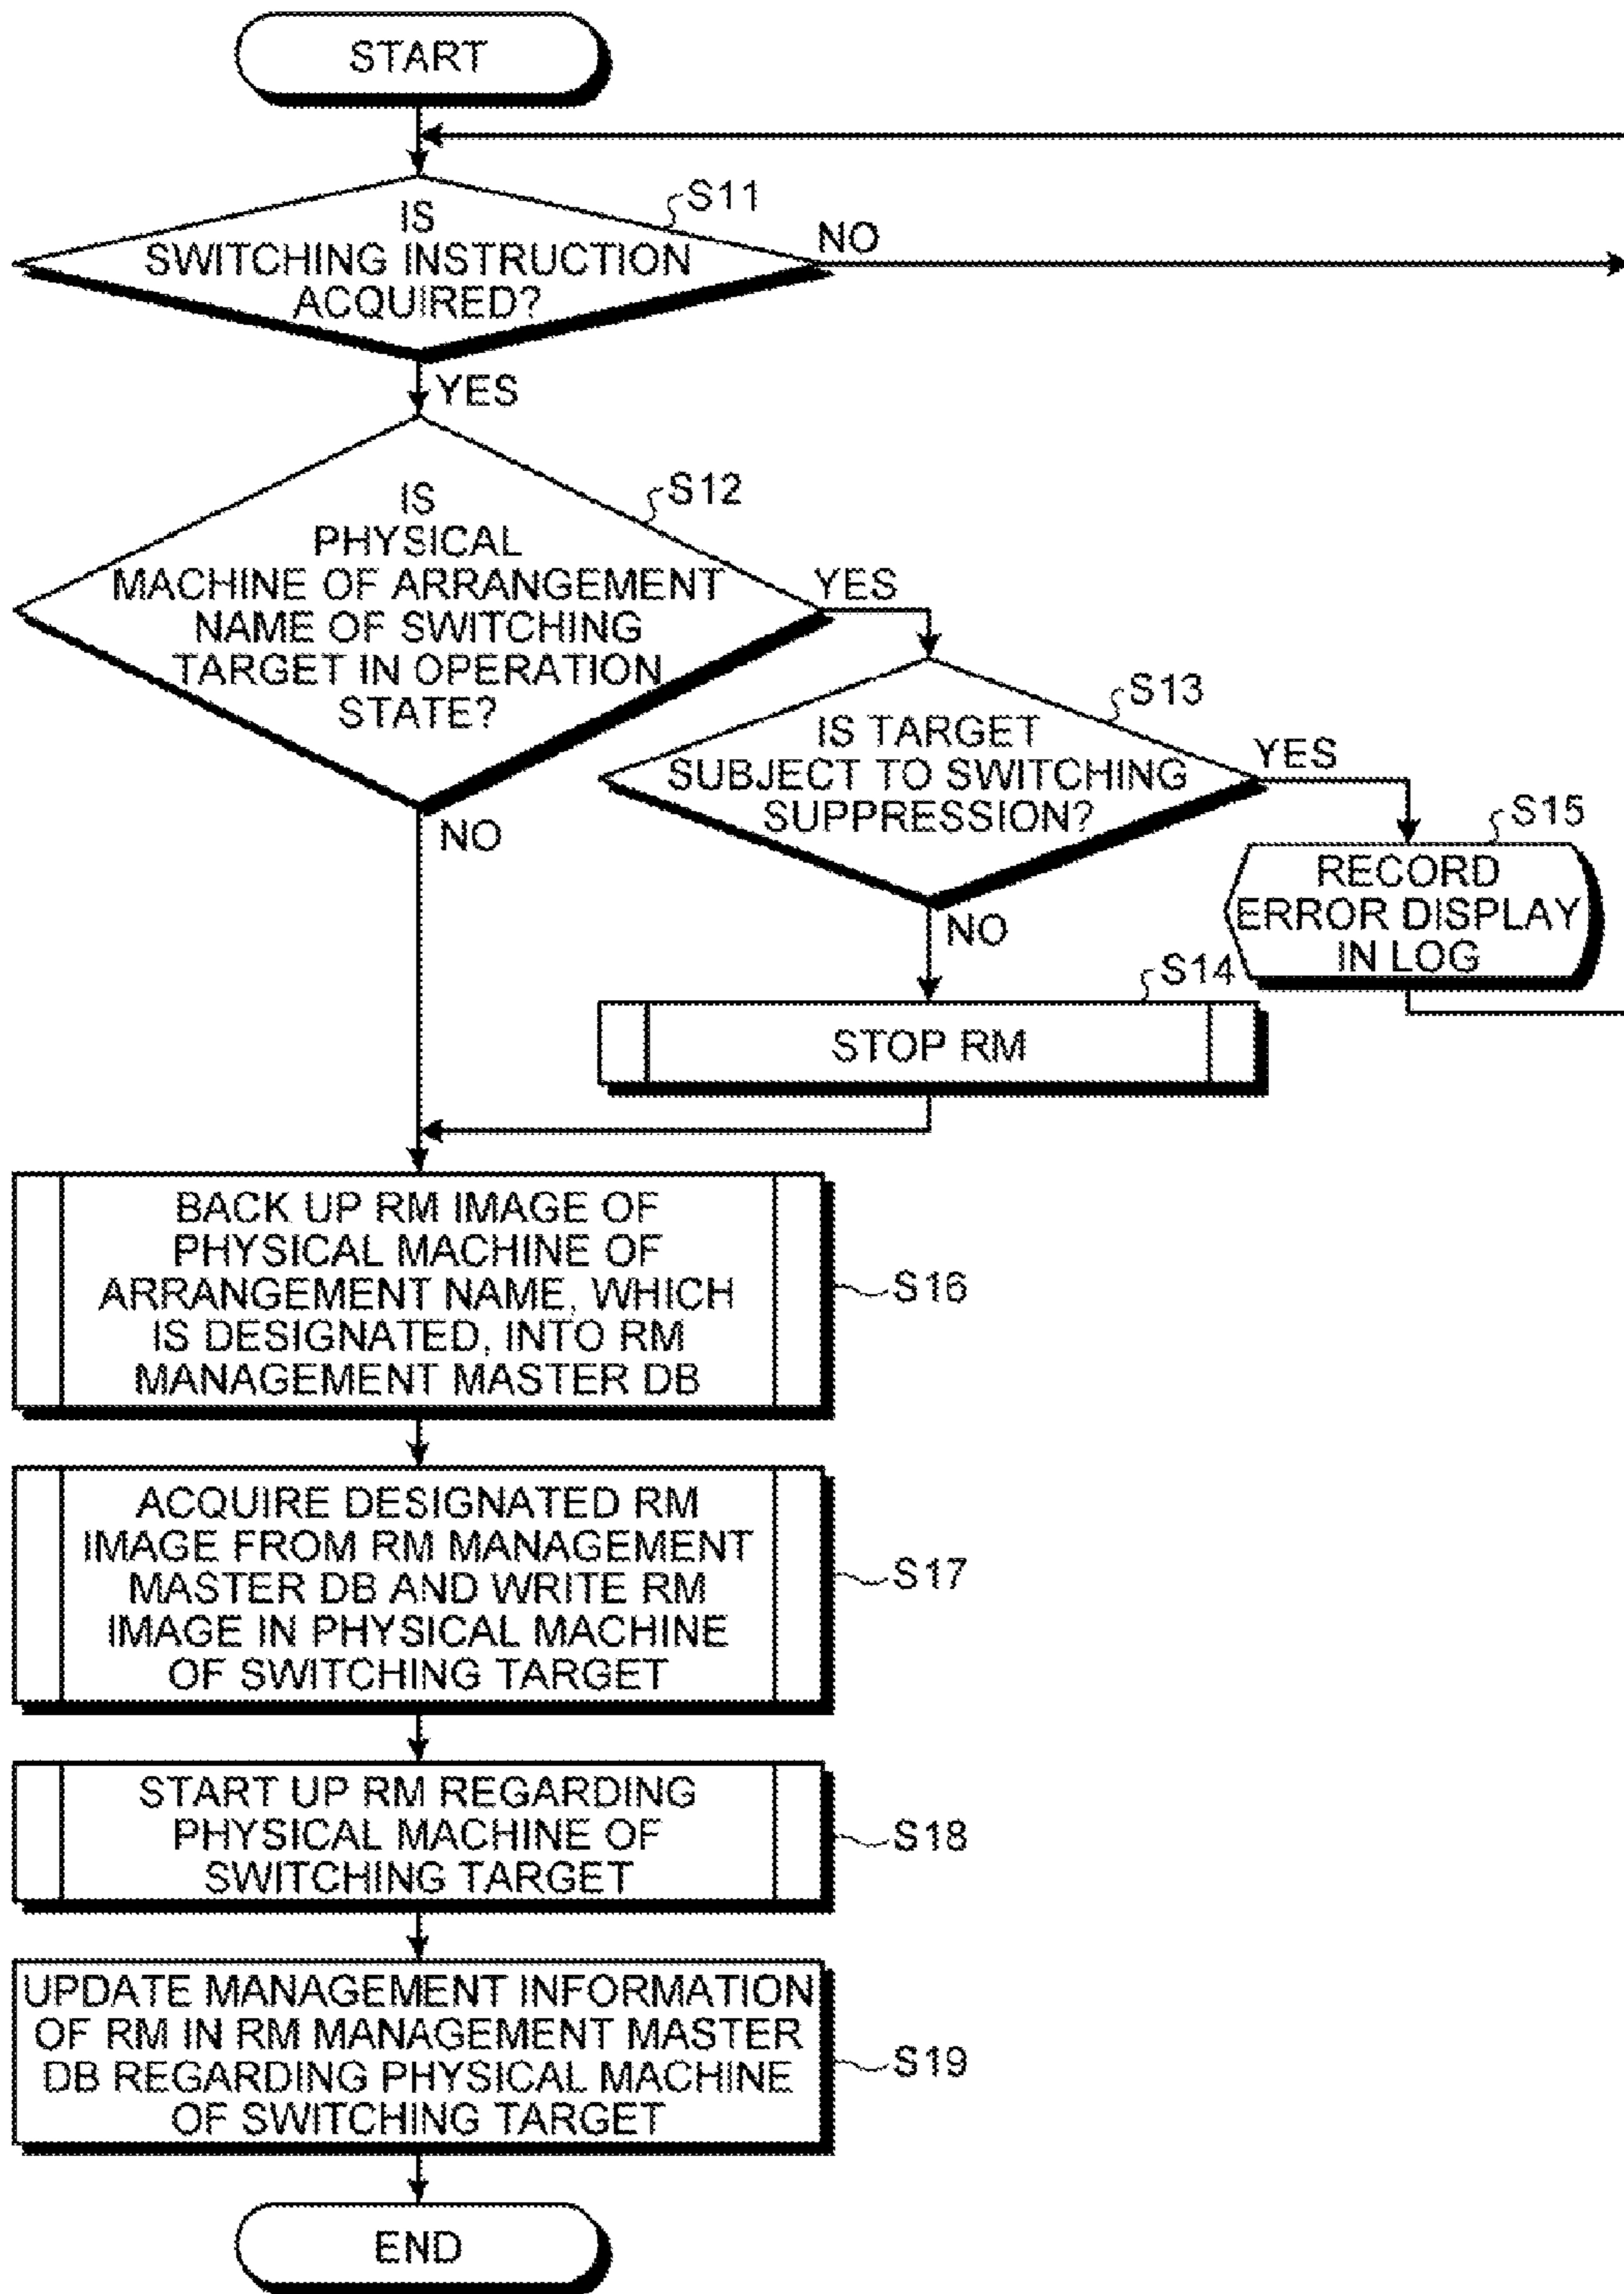 START
S11
IS
SWITCHING INSTRUCTION
ACQUIRED?
NO
YES
S12
IS
PHYSICAL
MACHINE OF ARRANGEMENT
NAME OF SWITCHING
TARGET IN OPERATION
STATE?
YES
NO
S13
IS TARGET
SUBJECT TO SWITCHING
SUPPRESSION?
YES
NO
S15
RECORD
ERROR DISPLAY
IN LOG
S14
STOP RM
BACK UP RM IMAGE OF
PHYSICAL MACHINE OF
ARRANGEMENT NAME, WHICH
IS DESIGNATED, INTO RM
MANAGEMENT MASTER DB
S16
ACQUIRE DESIGNATED RM
IMAGE FROM RM MANAGEMENT
MASTER DB AND WRITE RM
IMAGE IN PHYSICAL MACHINE
OF SWITCHING TARGET
S17
START UP RM REGARDING
PHYSICAL MACHINE OF
SWITCHING TARGET
S18
UPDATE MANAGEMENT INFORMATION
OF RM IN RM MANAGEMENT MASTER
DB REGARDING PHYSICAL MACHINE
OF SWITCHING TARGET
S19
END